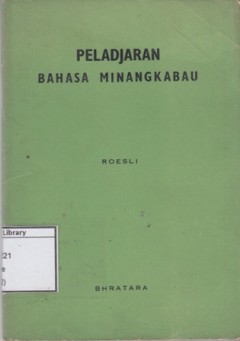 PELADJARAN
BAHASA MINANGKABAU
ROESLI
Library
21
e
)
BHRATARA